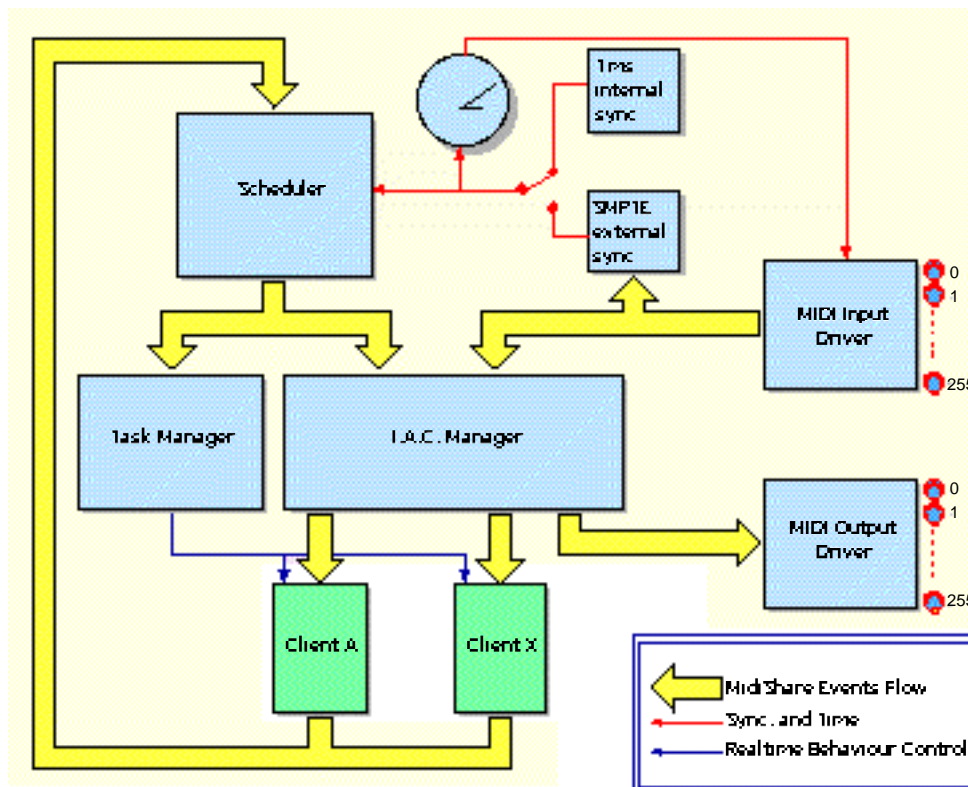 1ms
internal
sync
Scheduler
SMPTE
external
sync
MIDI Input
Driver
0
1
255
Task Manager
I.A.C. Manager
MIDI Output
Driver
0
1
255
Client A
Client X
MidiShare Events Flow
Sync. and Time
Realtime Behaviour Control